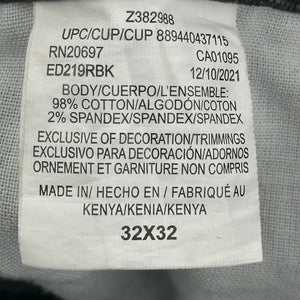 Z382988
UPC/CUP/CUP 889440437115
RN20697 CA01095
ED219RBK 12/10/2021
BODY/CUERPO/L'ENSEMBLE:
98% COTTON/ALGODÓN/COTON
2% SPANDEX/SPANDEX/SPANDEX
EXCLUSIVE OF DECORATION/TRIMMINGS
EXCLUSIVO PARA DECORACIÓN/ADORNOS
ORNEMENT ET GARNITURE NON COMPRIS
MADE IN/ HECHO EN / FABRIQUÉ AU
KENYA/KENIA/KENYA
32X32